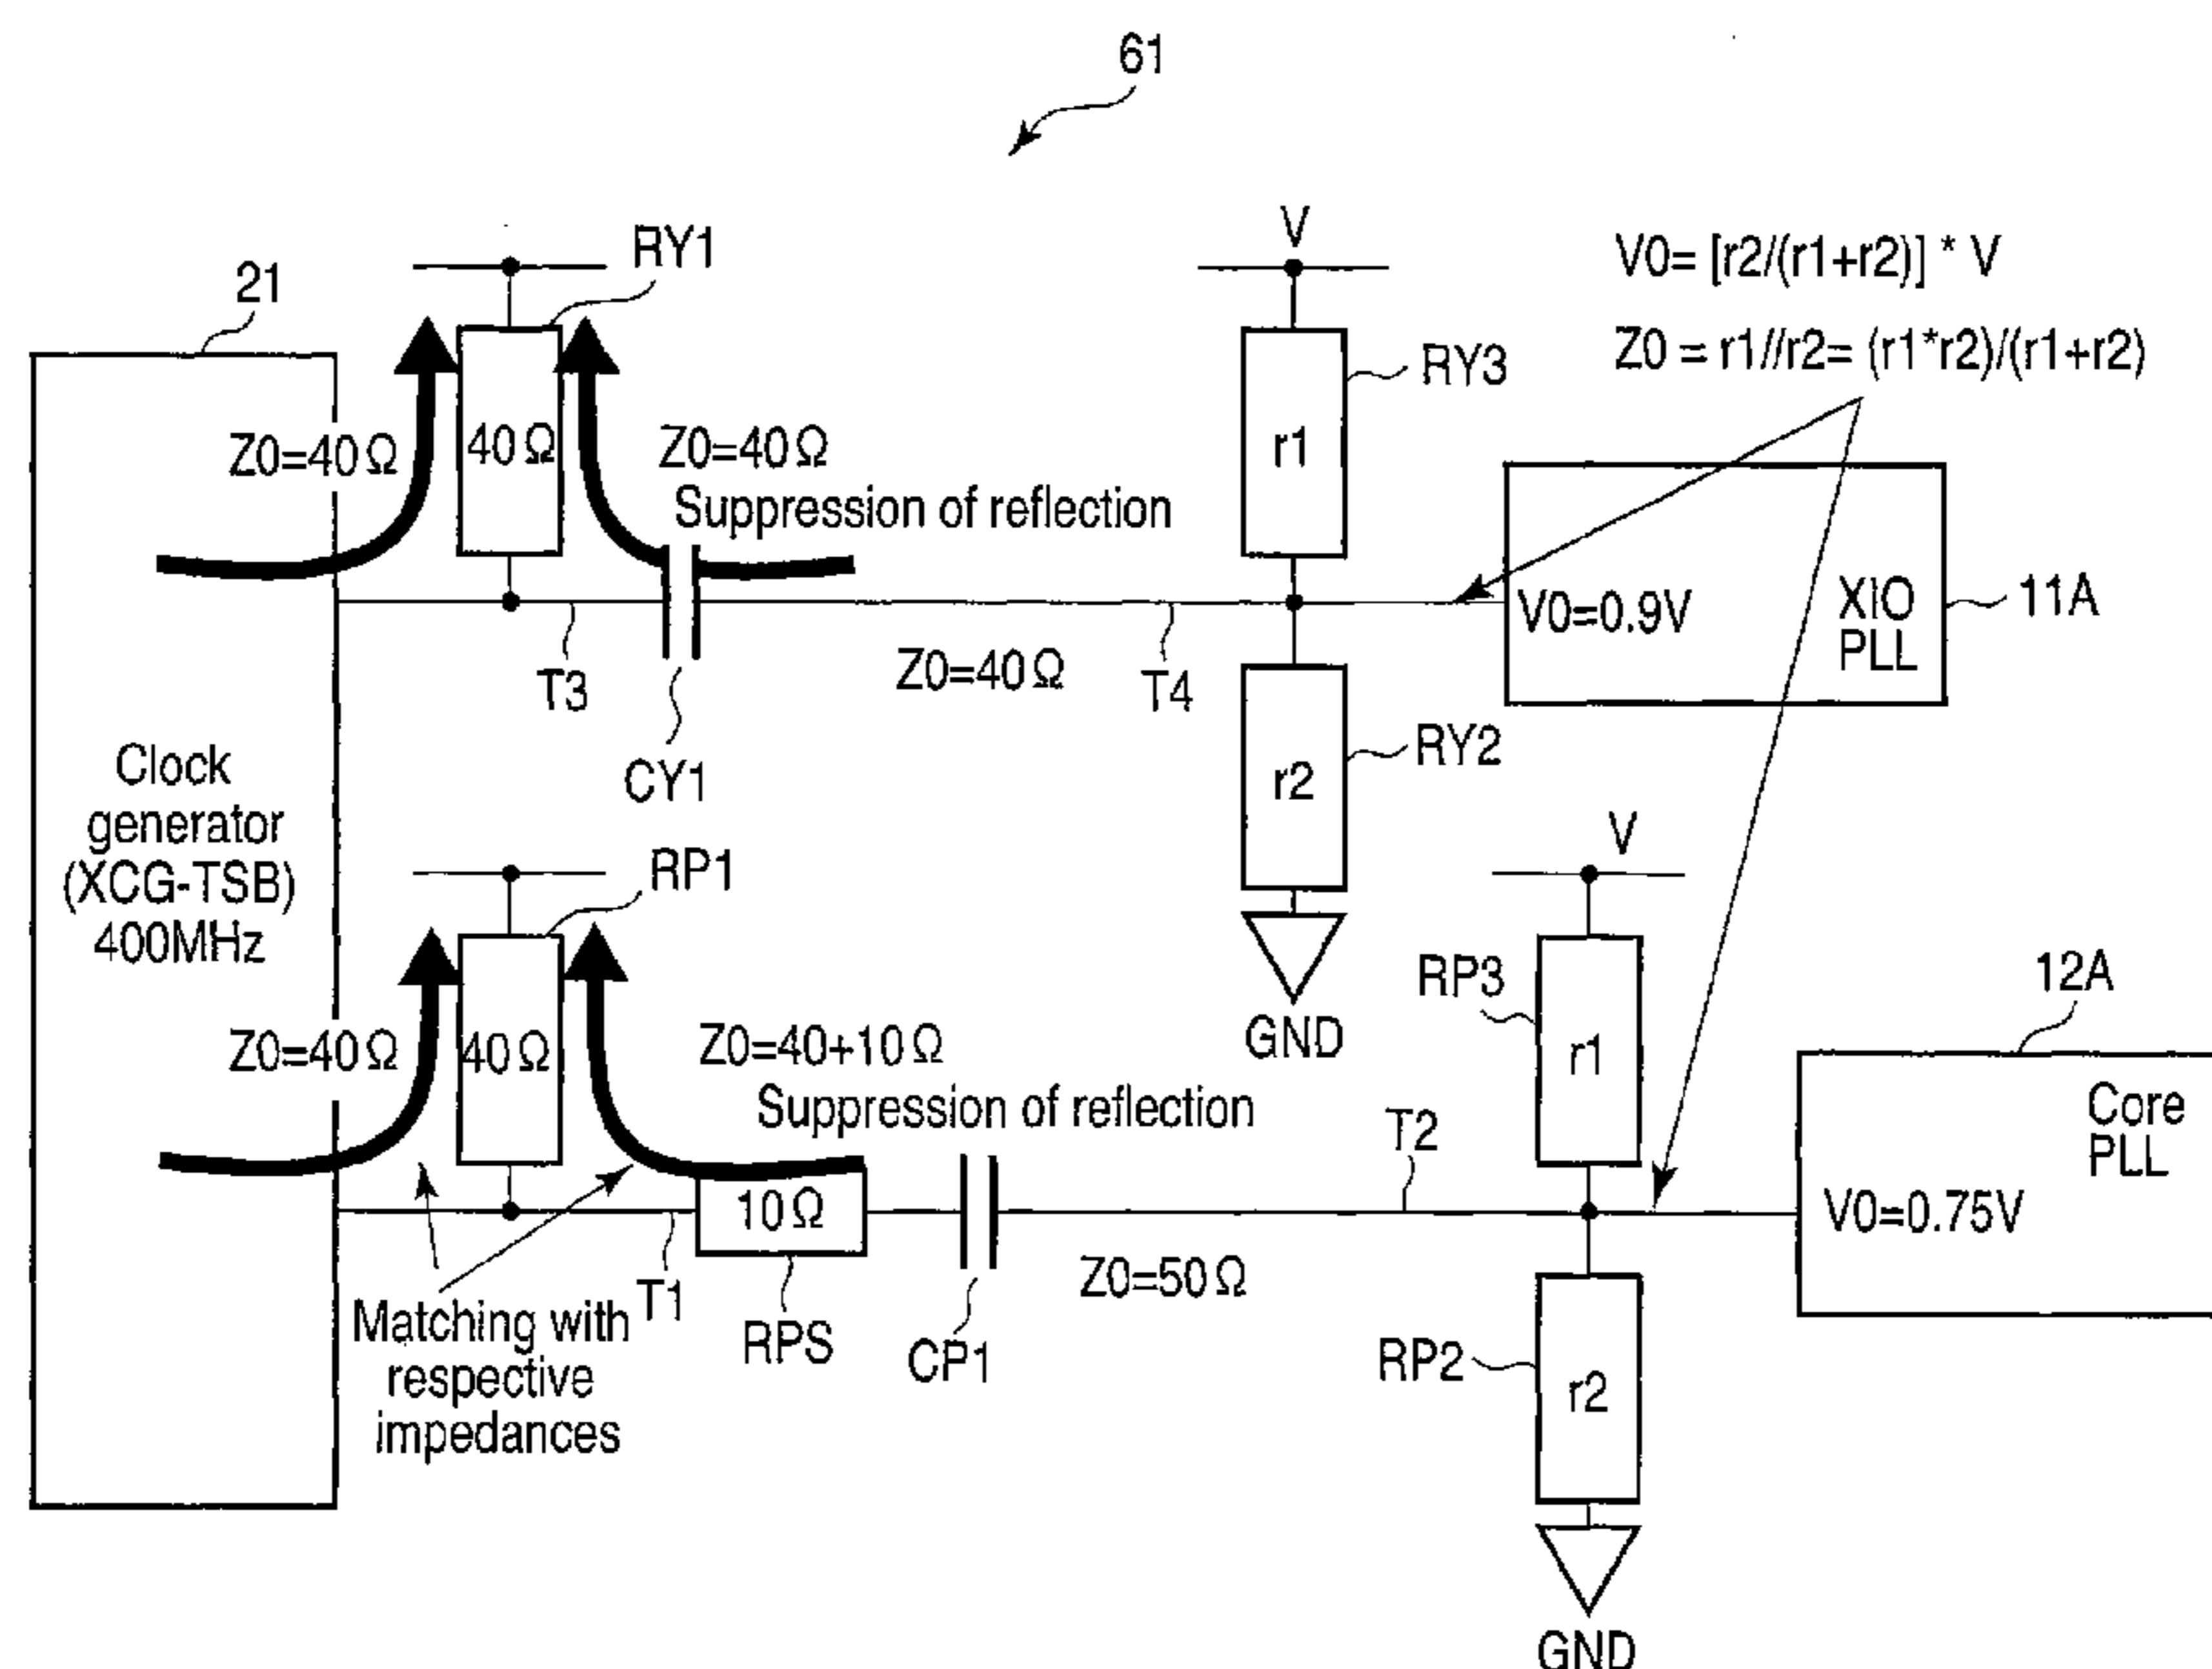 61
21
RY1
V
V0= [r2/(r1+r2)] * V
Z0 = r1//r2= (r1*r2)/(r1+r2)
Z0=40Ω
40Ω
Z0=40Ω
Suppression of reflection
r1
RY3
V0=0.9V
XIO
PLL
11A
T3
Z0=40Ω
T4
CY1
r2
RY2
GND
Clock
generator
(XCG-TSB)
400MHz
RP1
V
Z0=40Ω
40Ω
Z0=40+10Ω
Suppression of reflection
RP3
r1
12A
Core
PLL
V0=0.75V
T2
10Ω
T1
RPS
CP1
Z0=50Ω
Matching with
respective
impedances
RP2
r2
GND